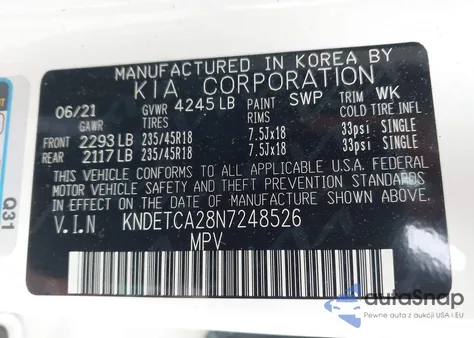 MANUFACTURED IN KOREA BY
KIA CORPORATION
06/21 GVWR 4245 LB PAINT SWP TRIM WK
GAWR TIRES RIMS COLD TIRE INFL
FRONT 2293 LB 235/45R18 7.5Jx18 33psi SINGLE
REAR 2117 LB 235/45R18 7.5Jx18 33psi SINGLE
THIS VEHICLE CONFORMS TO ALL APPLICABLE U.S.A. FEDERAL
MOTOR VEHICLE SAFETY AND THEFT PREVENTION STANDARDS
IN EFFECT ON THE DATE OF MANUFACTURE SHOWN ABOVE.
V.I.N KNDETCA28N7248526
MPV
Q31
autaSnap
Pewne auta z aukcji USA i EU